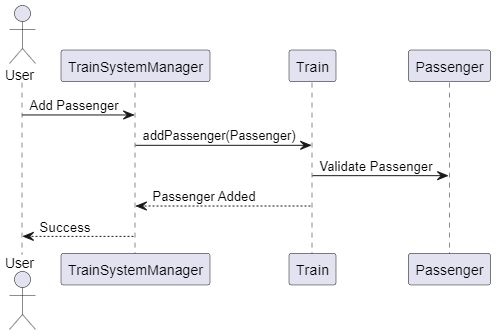 User
TrainSystemManager
Train
Passenger
Add Passenger
addPassenger(Passenger)
Validate Passenger
Passenger Added
Success
User
TrainSystemManager
Train
Passenger